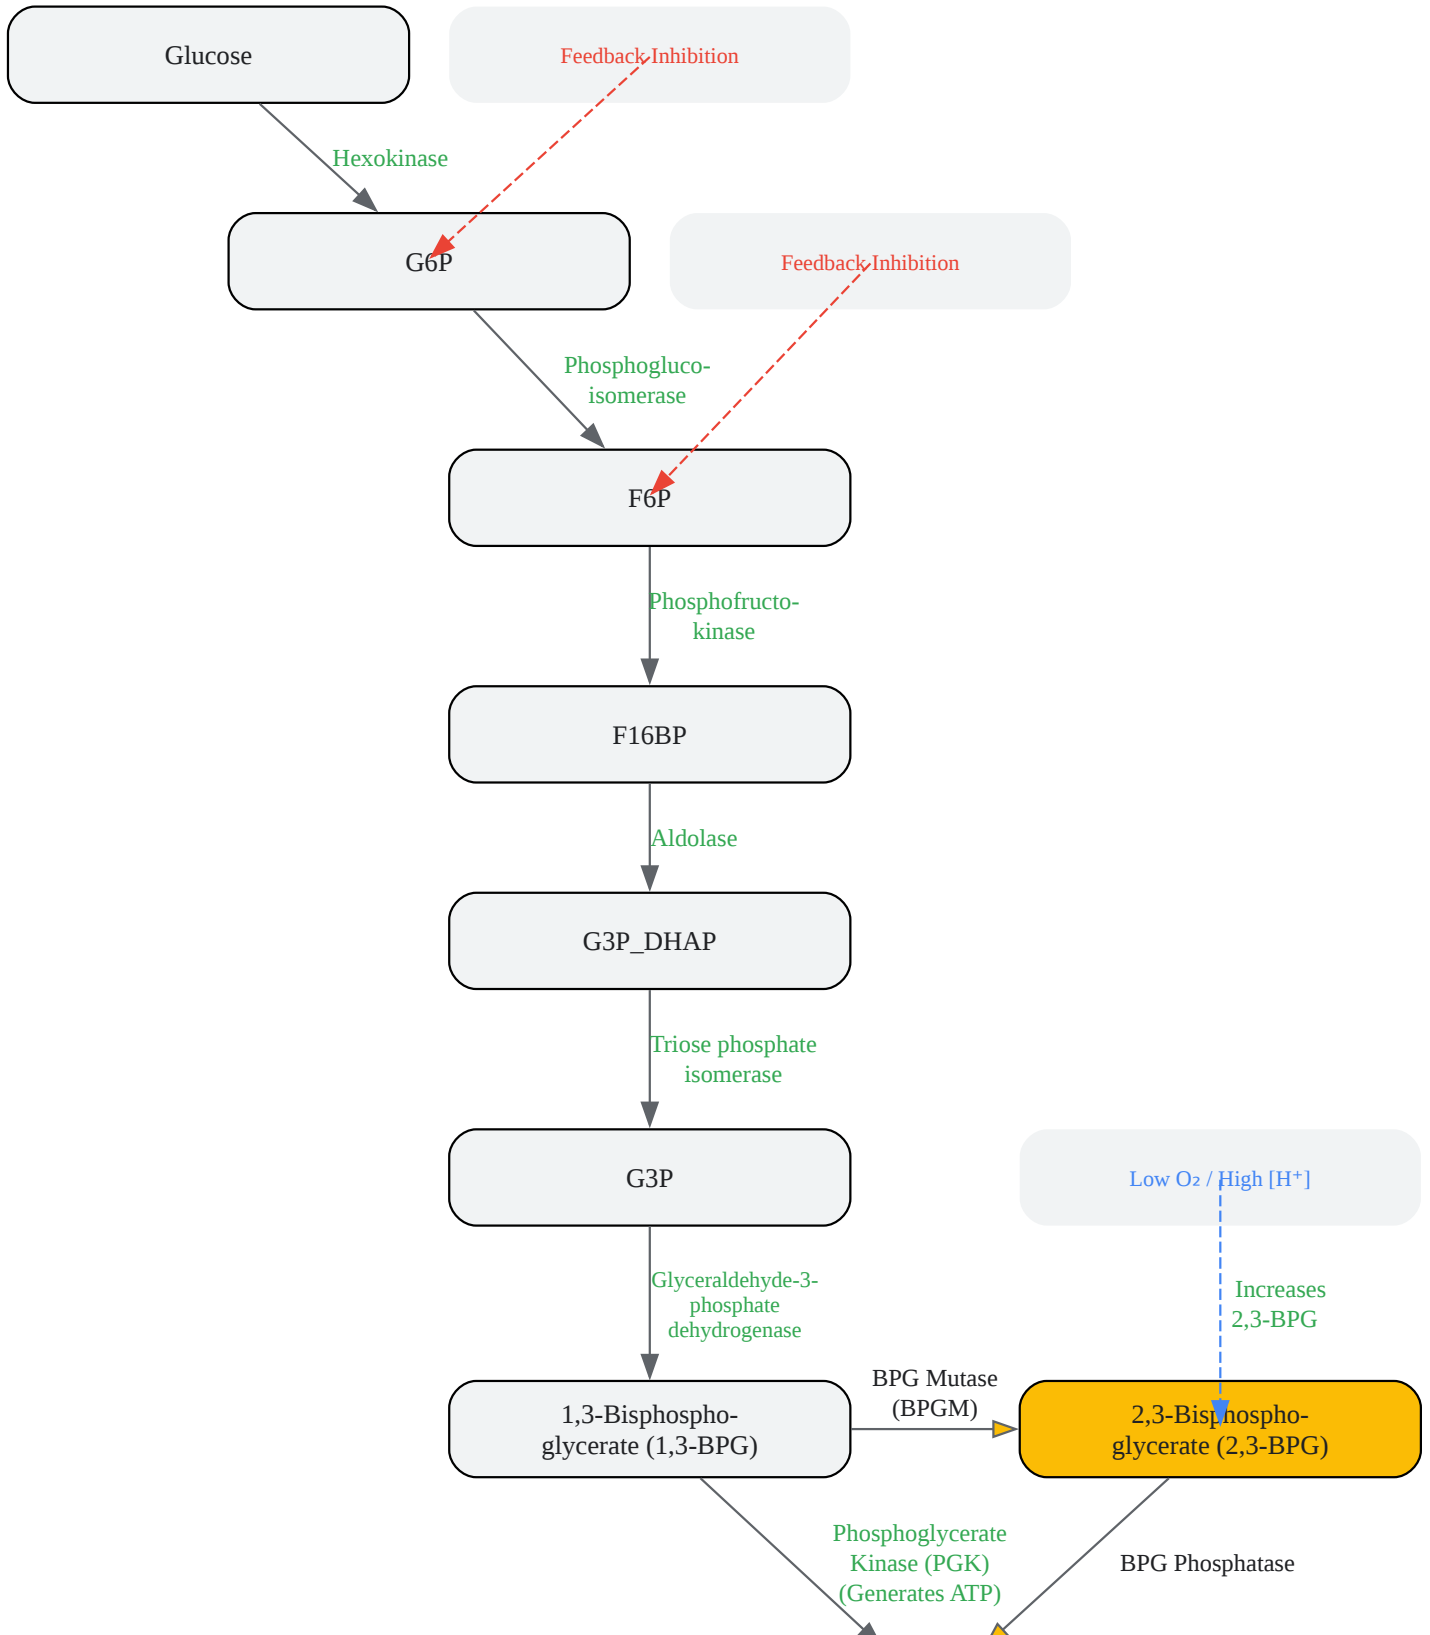 Glucose
Feedback Inhibition
Hexokinase
G6P
Feedback Inhibition
Phosphogluco-
isomerase
F6P
Phosphofructo-
kinase
F16BP
Aldolase
G3P_DHAP
Triose phosphate
isomerase
G3P
Low O₂ / High [H⁺]
Glyceraldehyde-3-
phosphate
dehydrogenase
Increases
2,3-BPG
1,3-Bisphospho-
glycerate (1,3-BPG)
BPG Mutase
(BPGM)
2,3-Bisphospho-
glycerate (2,3-BPG)
Phosphoglycerate
Kinase (PGK)
(Generates ATP)
BPG Phosphatase